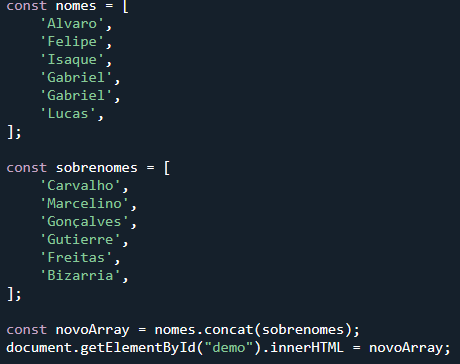 const nomes = [
    'Alvaro',
    'Felipe',
    'Isaque',
    'Gabriel',
    'Gabriel',
    'Lucas',
];
const sobrenomes = [
    'Carvalho',
    'Marcelino',
    'Gonçalves',
    'Gutierre',
    'Freitas',
    'Bizarria',
];
const novoArray = nomes.concat(sobrenomes);
document.getElementById("demo").innerHTML = novoArray;